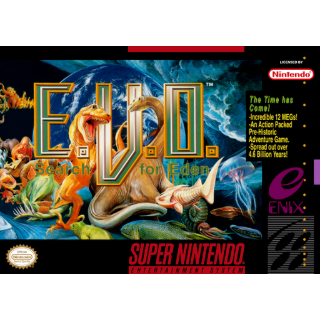 LICENSED BY
Nintendo
E.V.O.
TM
Search for Eden
The Time has
Come!
-Incredible 12 MEGs!
-An Action Packed
Pre-Historic
Adventure Game.
-Spread out over
4.6 Billion Years!
ENIX
SUPER NINTENDO
ENTERTAINMENT SYSTEM